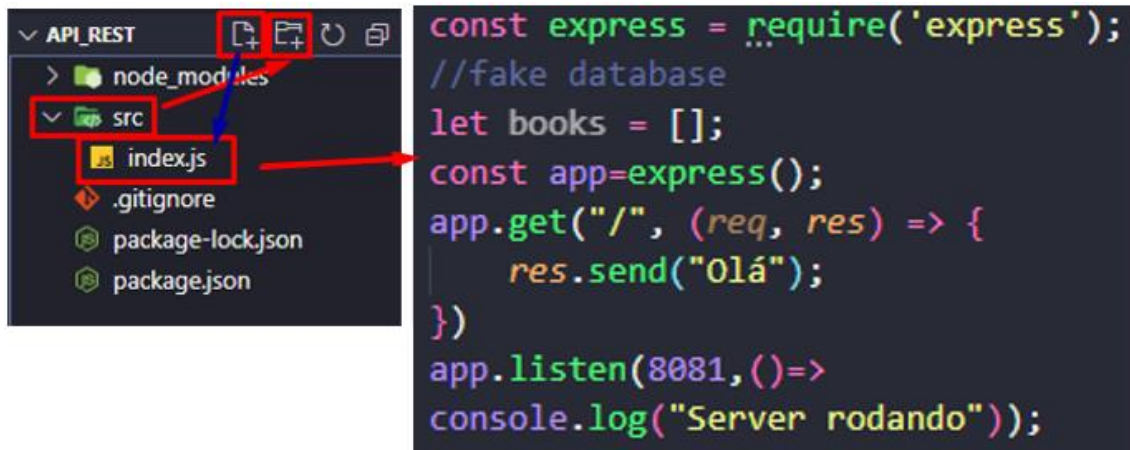 API_REST
node_modules
src
index.js
.gitignore
package-lock.json
package.json
const express = require('express');
//fake database
let books = [];
const app=express();
app.get("/", (req, res) => {
res.send("Olá");
})
app.listen(8081,()=>
console.log("Server rodando"));